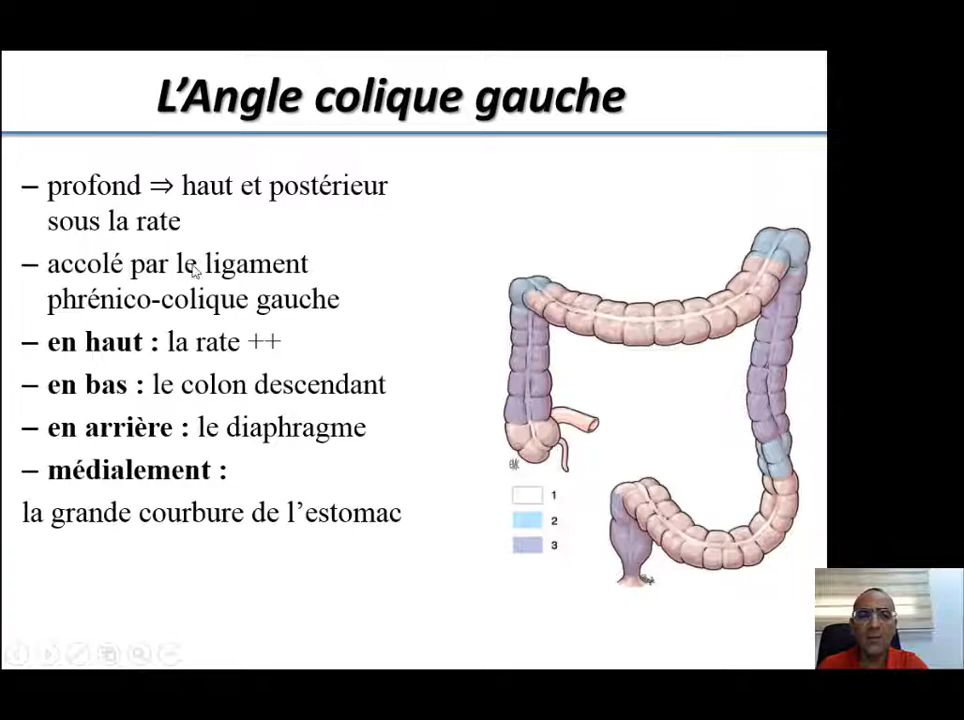 L'Angle colique gauche
– profond ⇒ haut et postérieur
sous la rate
– accolé par le ligament
phrénico-colique gauche
– en haut : la rate ++
– en bas : le colon descendant
– en arrière : le diaphragme
– médialement :
la grande courbure de l'estomac
1
2
3